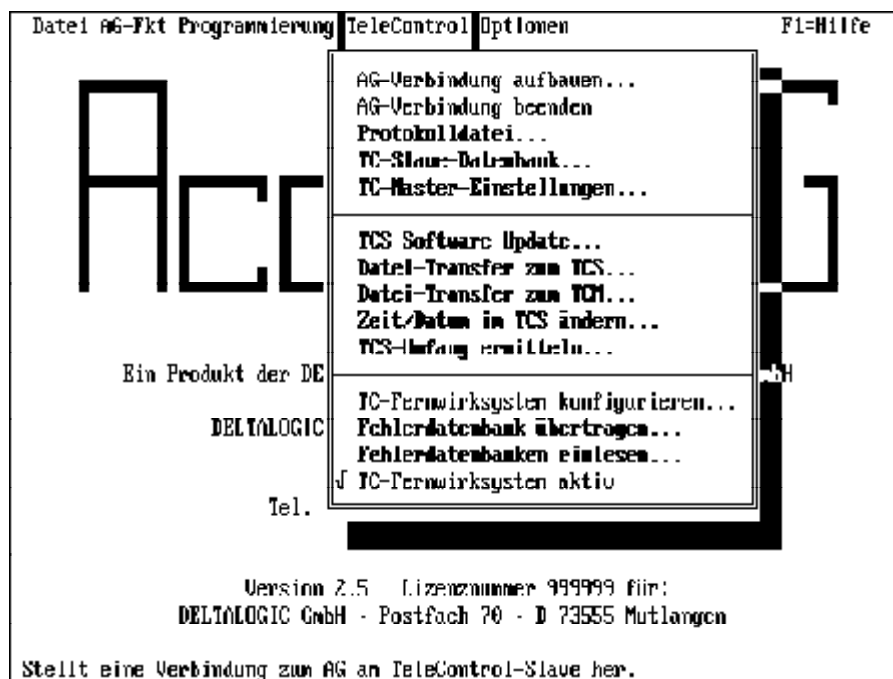 Datei AG-Fkt Programmierung TeleControl Optionen F1=Hilfe
AG-Verbindung aufbauen...
AG-Verbindung beenden
Protokolldatei...
TC-Slave-Datenbank...
TC-Master-Einstellungen...
TCS Software Update...
Datei-Transfer zum TCS...
Datei-Transfer zum TCM...
Zeit/Datum im TCS ändern...
TCS-Umfang ermitteln...
TC-Fernwirksystem konfigurieren...
Fehlerdatenbank übertragen...
Fehlerdatenbanken einlesen...
√ TC-Fernwirksystem aktiv
Acc G
Ein Produkt der DE mbH
DELTALOGIC
Tel.
Version 2.5 Lizenznummer 999999 für:
DELTALOGIC GmbH - Postfach 70 - D 73555 Mutlangen
Stellt eine Verbindung zum AG an TeleControl-Slave her.